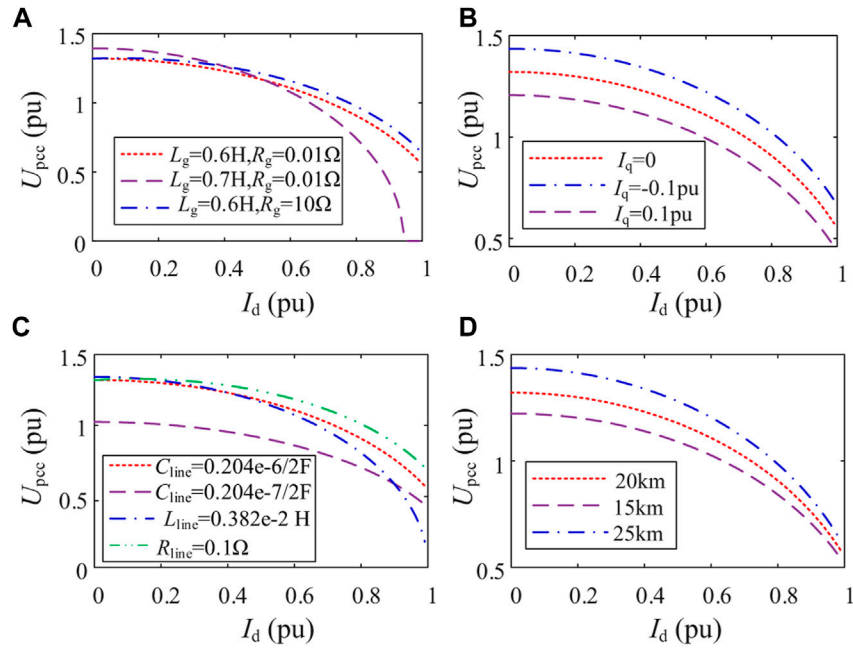 A
1.5
1
0.5
0
U_pcc (pu)
L_g=0.6H,R_g=0.01Ω
L_g=0.7H,R_g=0.01Ω
L_g=0.6H,R_g=10Ω
0 0.2 0.4 0.6 0.8 1
I_d (pu)
B
1.5
1
0.5
U_pcc (pu)
I_q=0
I_q=-0.1pu
I_q=0.1pu
0 0.2 0.4 0.6 0.8 1
I_d (pu)
C
1.5
1
0.5
0
U_pcc (pu)
C_line=0.204e-6/2F
C_line=0.204e-7/2F
L_line=0.382e-2 H
R_line=0.1Ω
0 0.2 0.4 0.6 0.8 1
I_d (pu)
D
1.5
1
0.5
U_pcc (pu)
20km
15km
25km
0 0.2 0.4 0.6 0.8 1
I_d (pu)